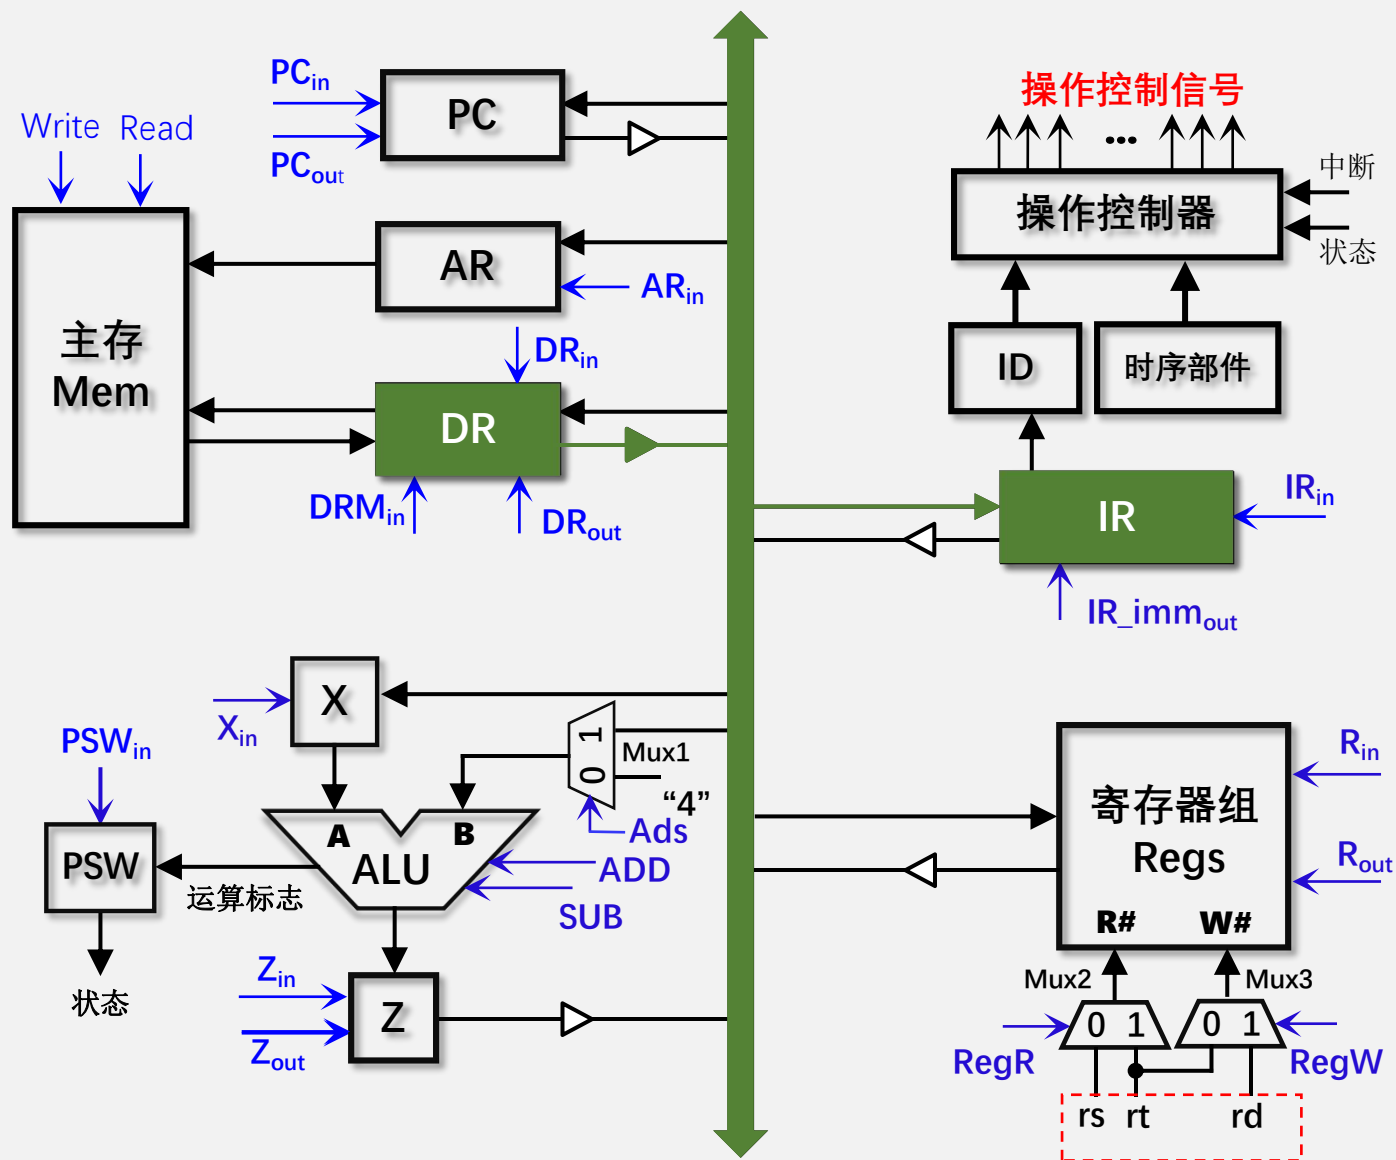 操作控制信号
PCin
PC
PCout
Write
Read
•••
中断
操作控制器
状态
AR
ARin
主存
Mem
DRin
ID
时序部件
DR
DRMin
DRout
IR
IRin
IR_immout
X
Xin
PSWin
1
0
Mux1
“4”
Ads
A
B
ALU
ADD
SUB
PSW
运算标志
状态
Zin
Z
Zout
Rin
寄存器组
Regs
Rout
R#
W#
Mux2
Mux3
0 1
0 1
RegR
RegW
rs
rt
rd